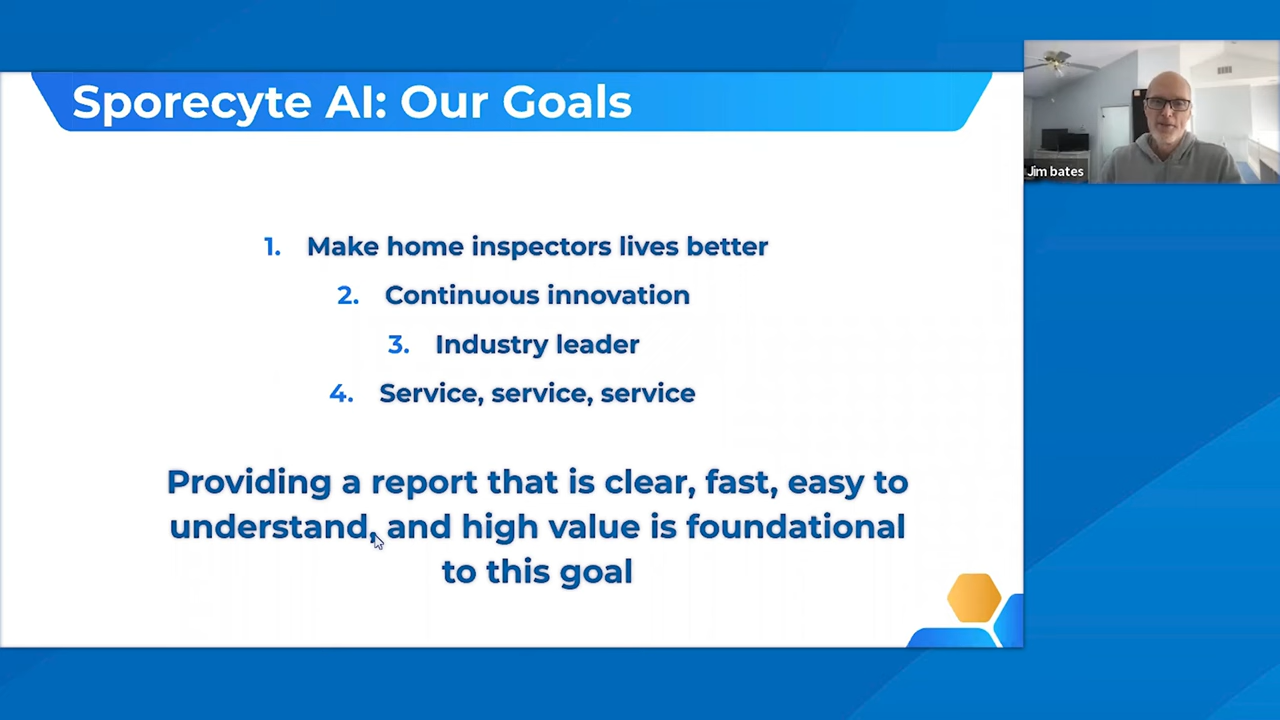 Sporecyte AI: Our Goals
Jim bates
1. Make home inspectors lives better
2. Continuous innovation
3. Industry leader
4. Service, service, service
Providing a report that is clear, fast, easy to
understand, and high value is foundational
to this goal